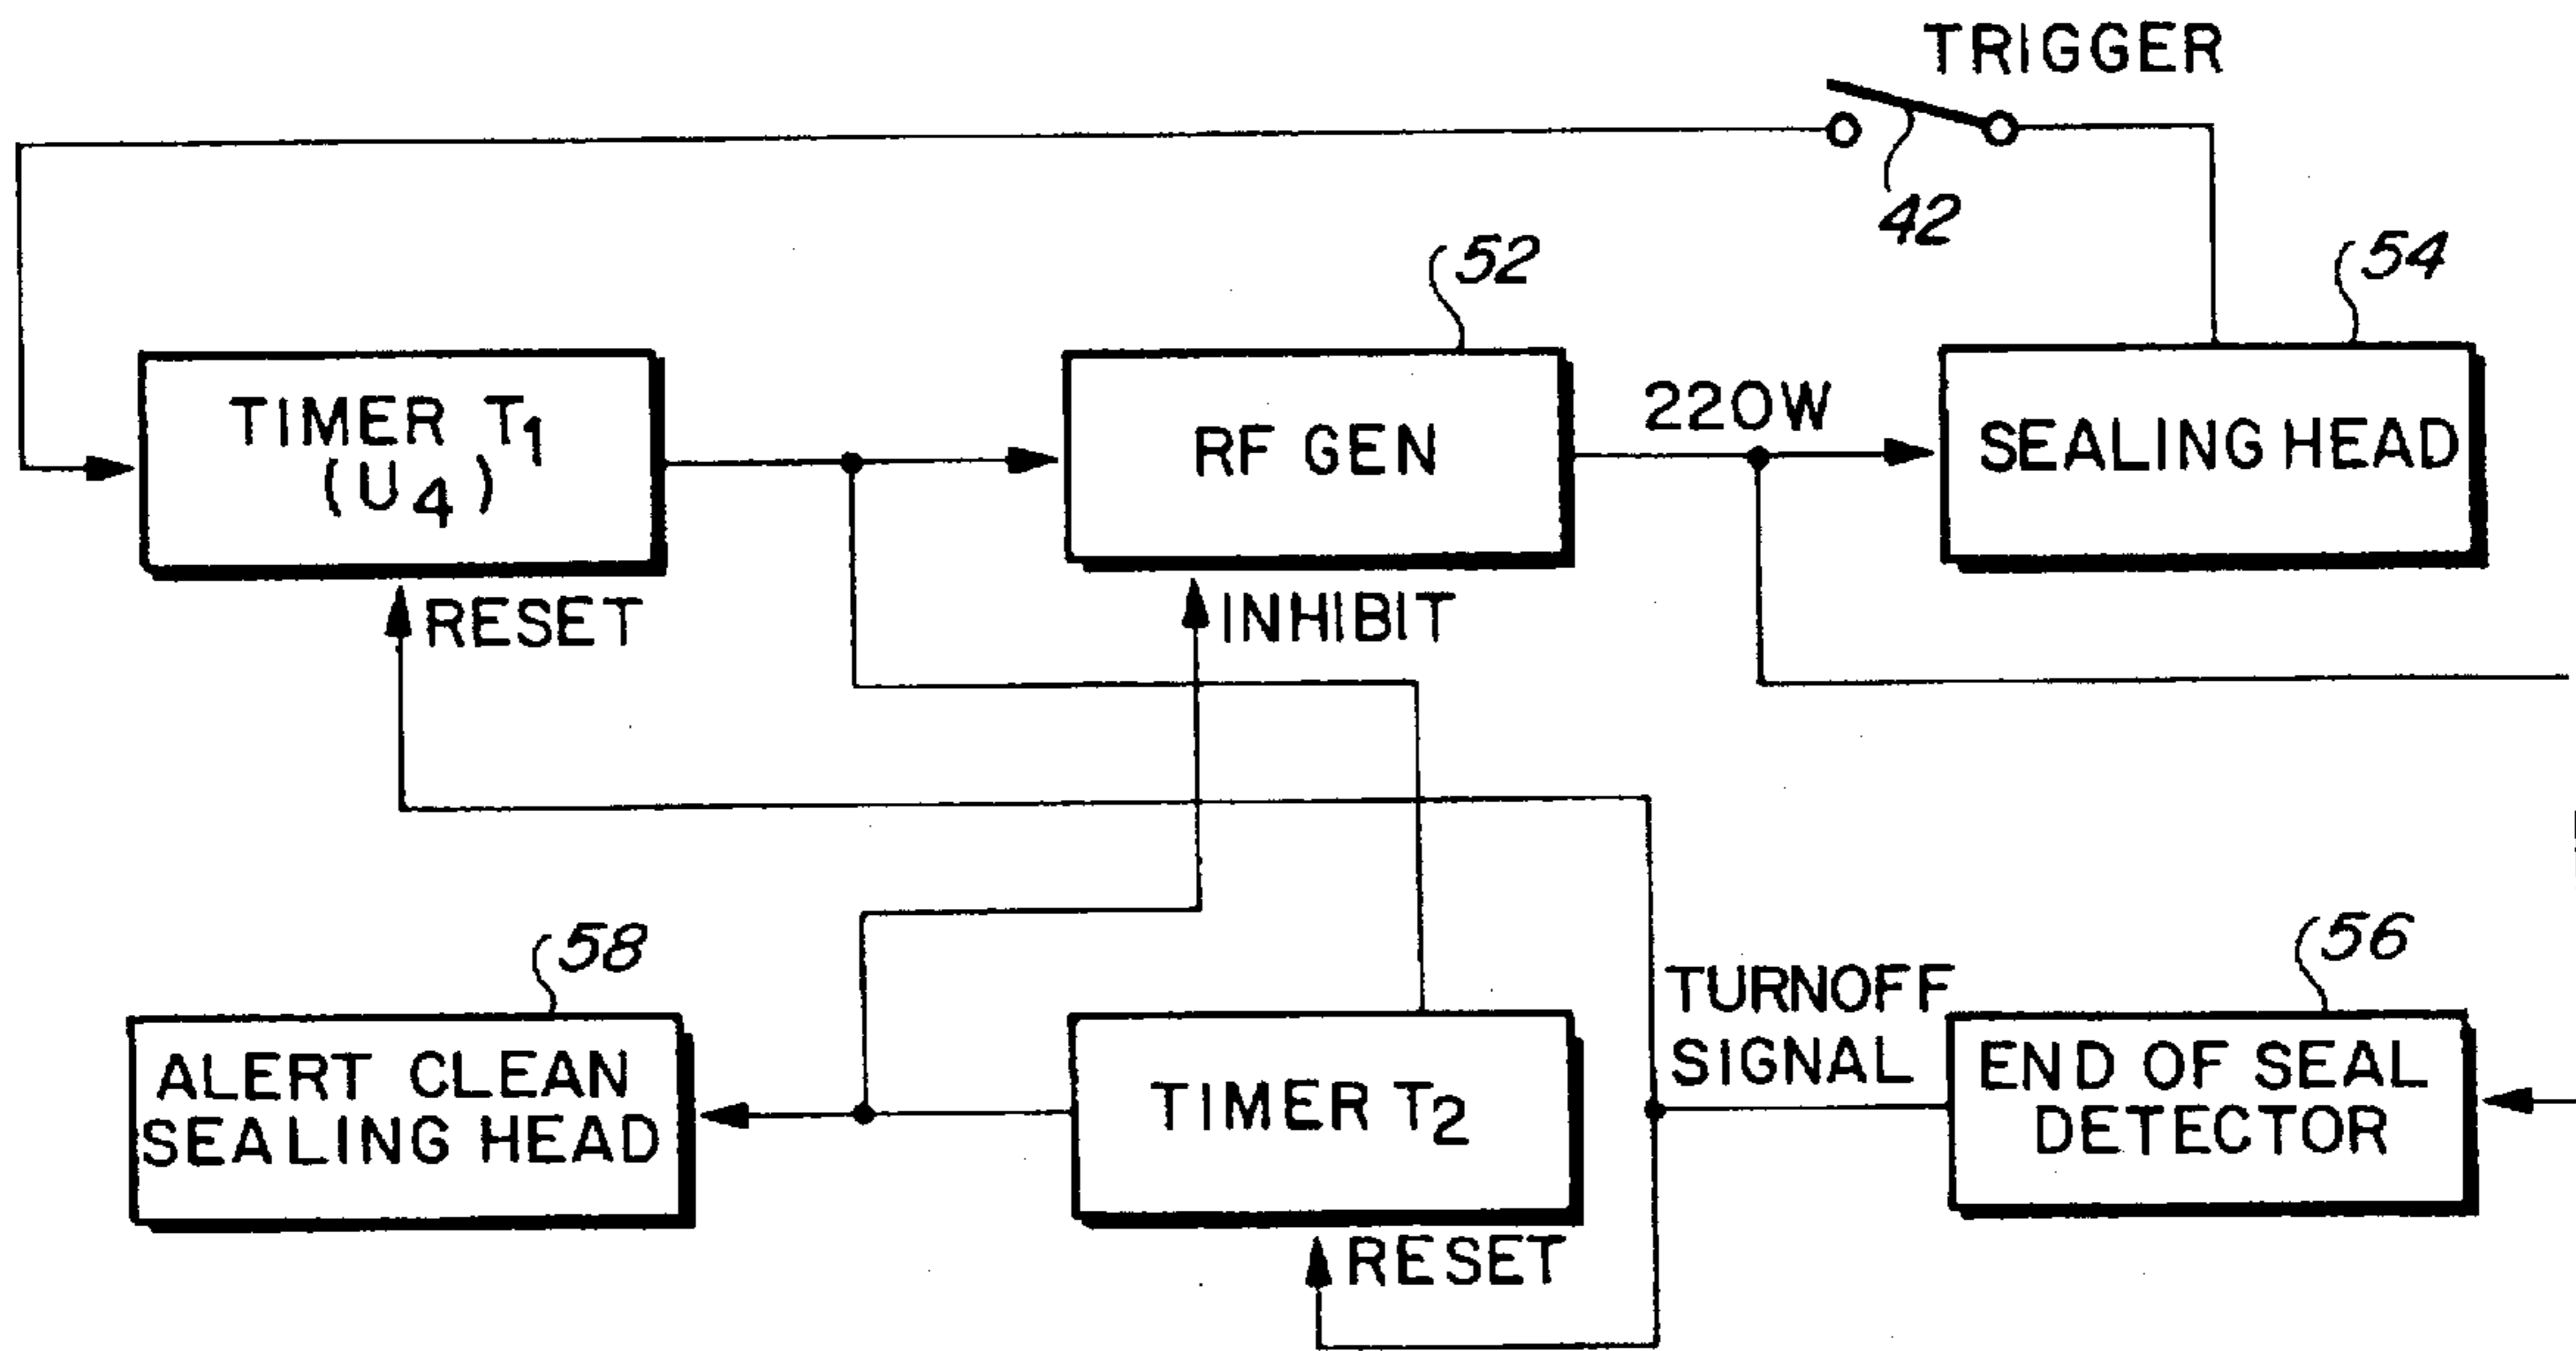 TRIGGER
42
52
54
TIMER T1
(U4)
RF GEN
220W
SEALING HEAD
RESET
INHIBIT
58
56
ALERT CLEAN
SEALING HEAD
TIMER T2
TURNOFF
SIGNAL
END OF SEAL
DETECTOR
RESET